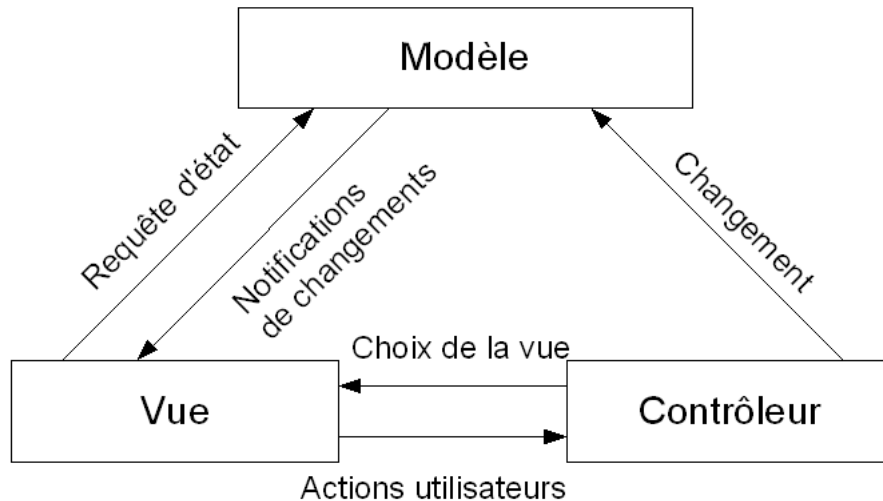 Modèle
Requête d'état
Notifications
de changements
Changement
Choix de la vue
Vue
Contrôleur
Actions utilisateurs